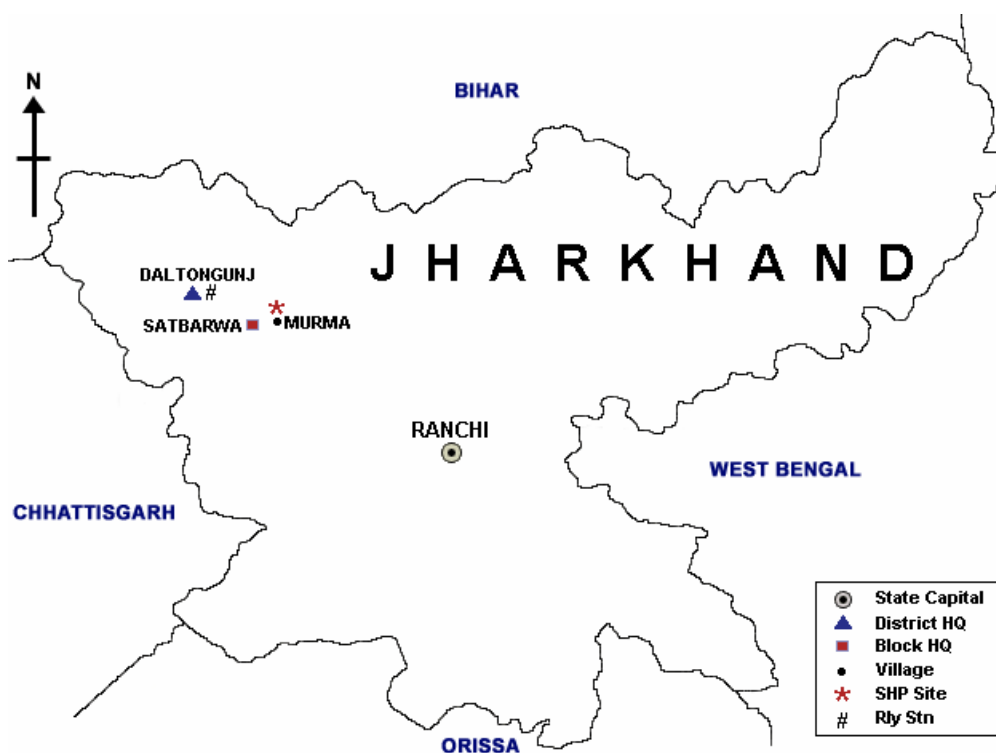 N
BIHAR
J H A R K H A N D
DALTONGUNJ
#
SATBARWA
MURMA
RANCHI
WEST BENGAL
CHHATTISGARH
ORISSA
State Capital
District HQ
Block HQ
Village
SHP Site
# Rly Stn